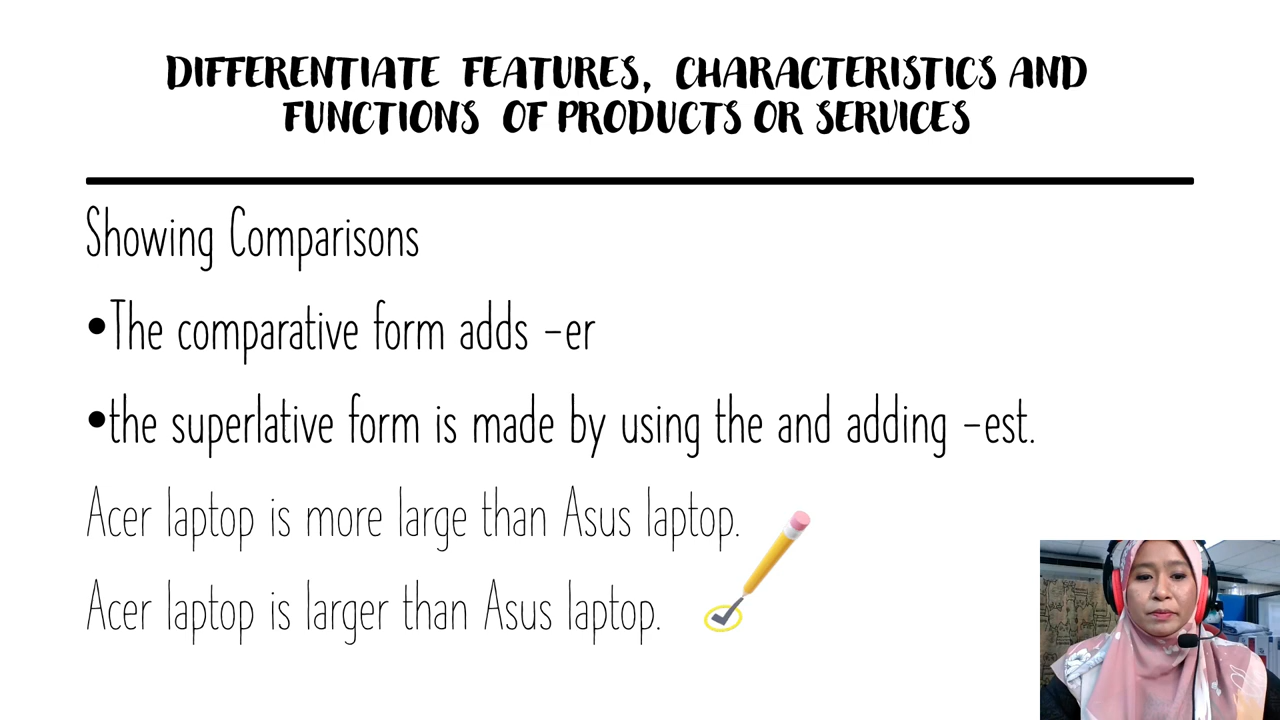 DIFFERENTIATE FEATURES, CHARACTERISTICS AND
FUNCTIONS OF PRODUCTS OR SERVICES
Showing Comparisons
•The comparative form adds –er
•the superlative form is made by using the and adding –est.
Acer laptop is more large than Asus laptop.
Acer laptop is larger than Asus laptop.